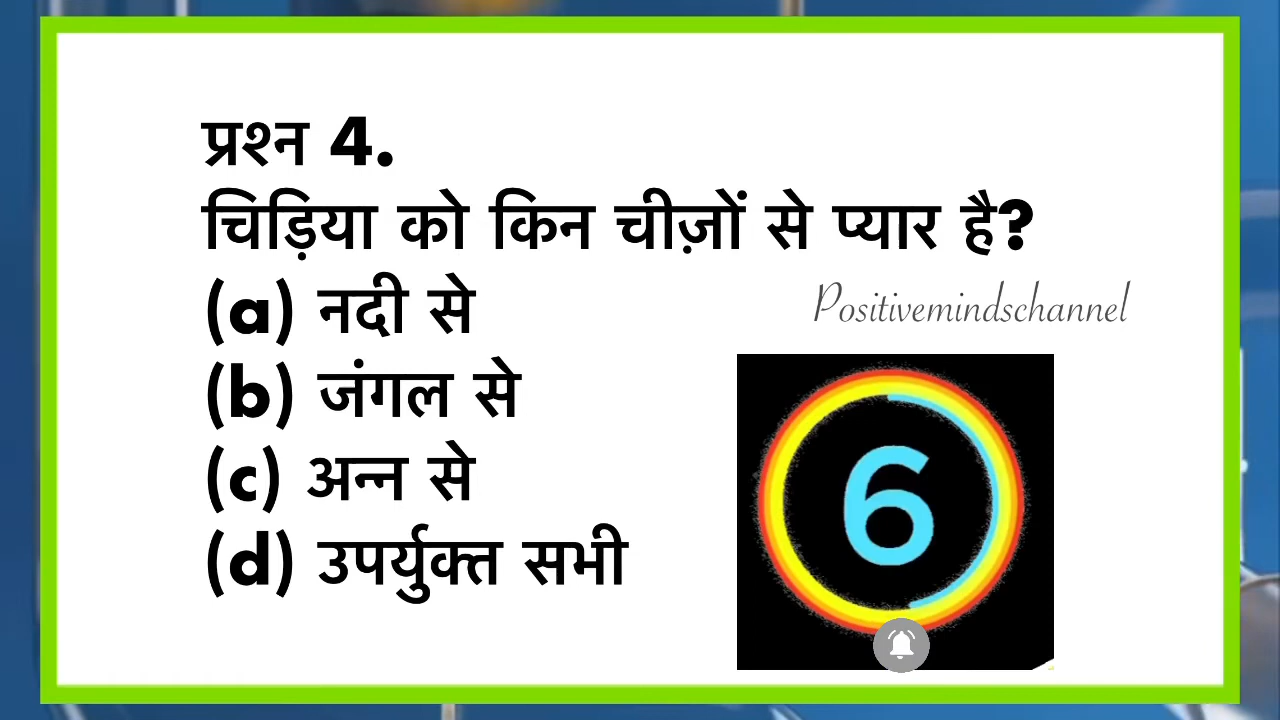 प्रश्न 4.
चिड़िया को किन चीज़ों से प्यार है?
(a) नदी से
(b) जंगल से
(c) अन्न से
(d) उपर्युक्त सभी
Positivemindschannel
6